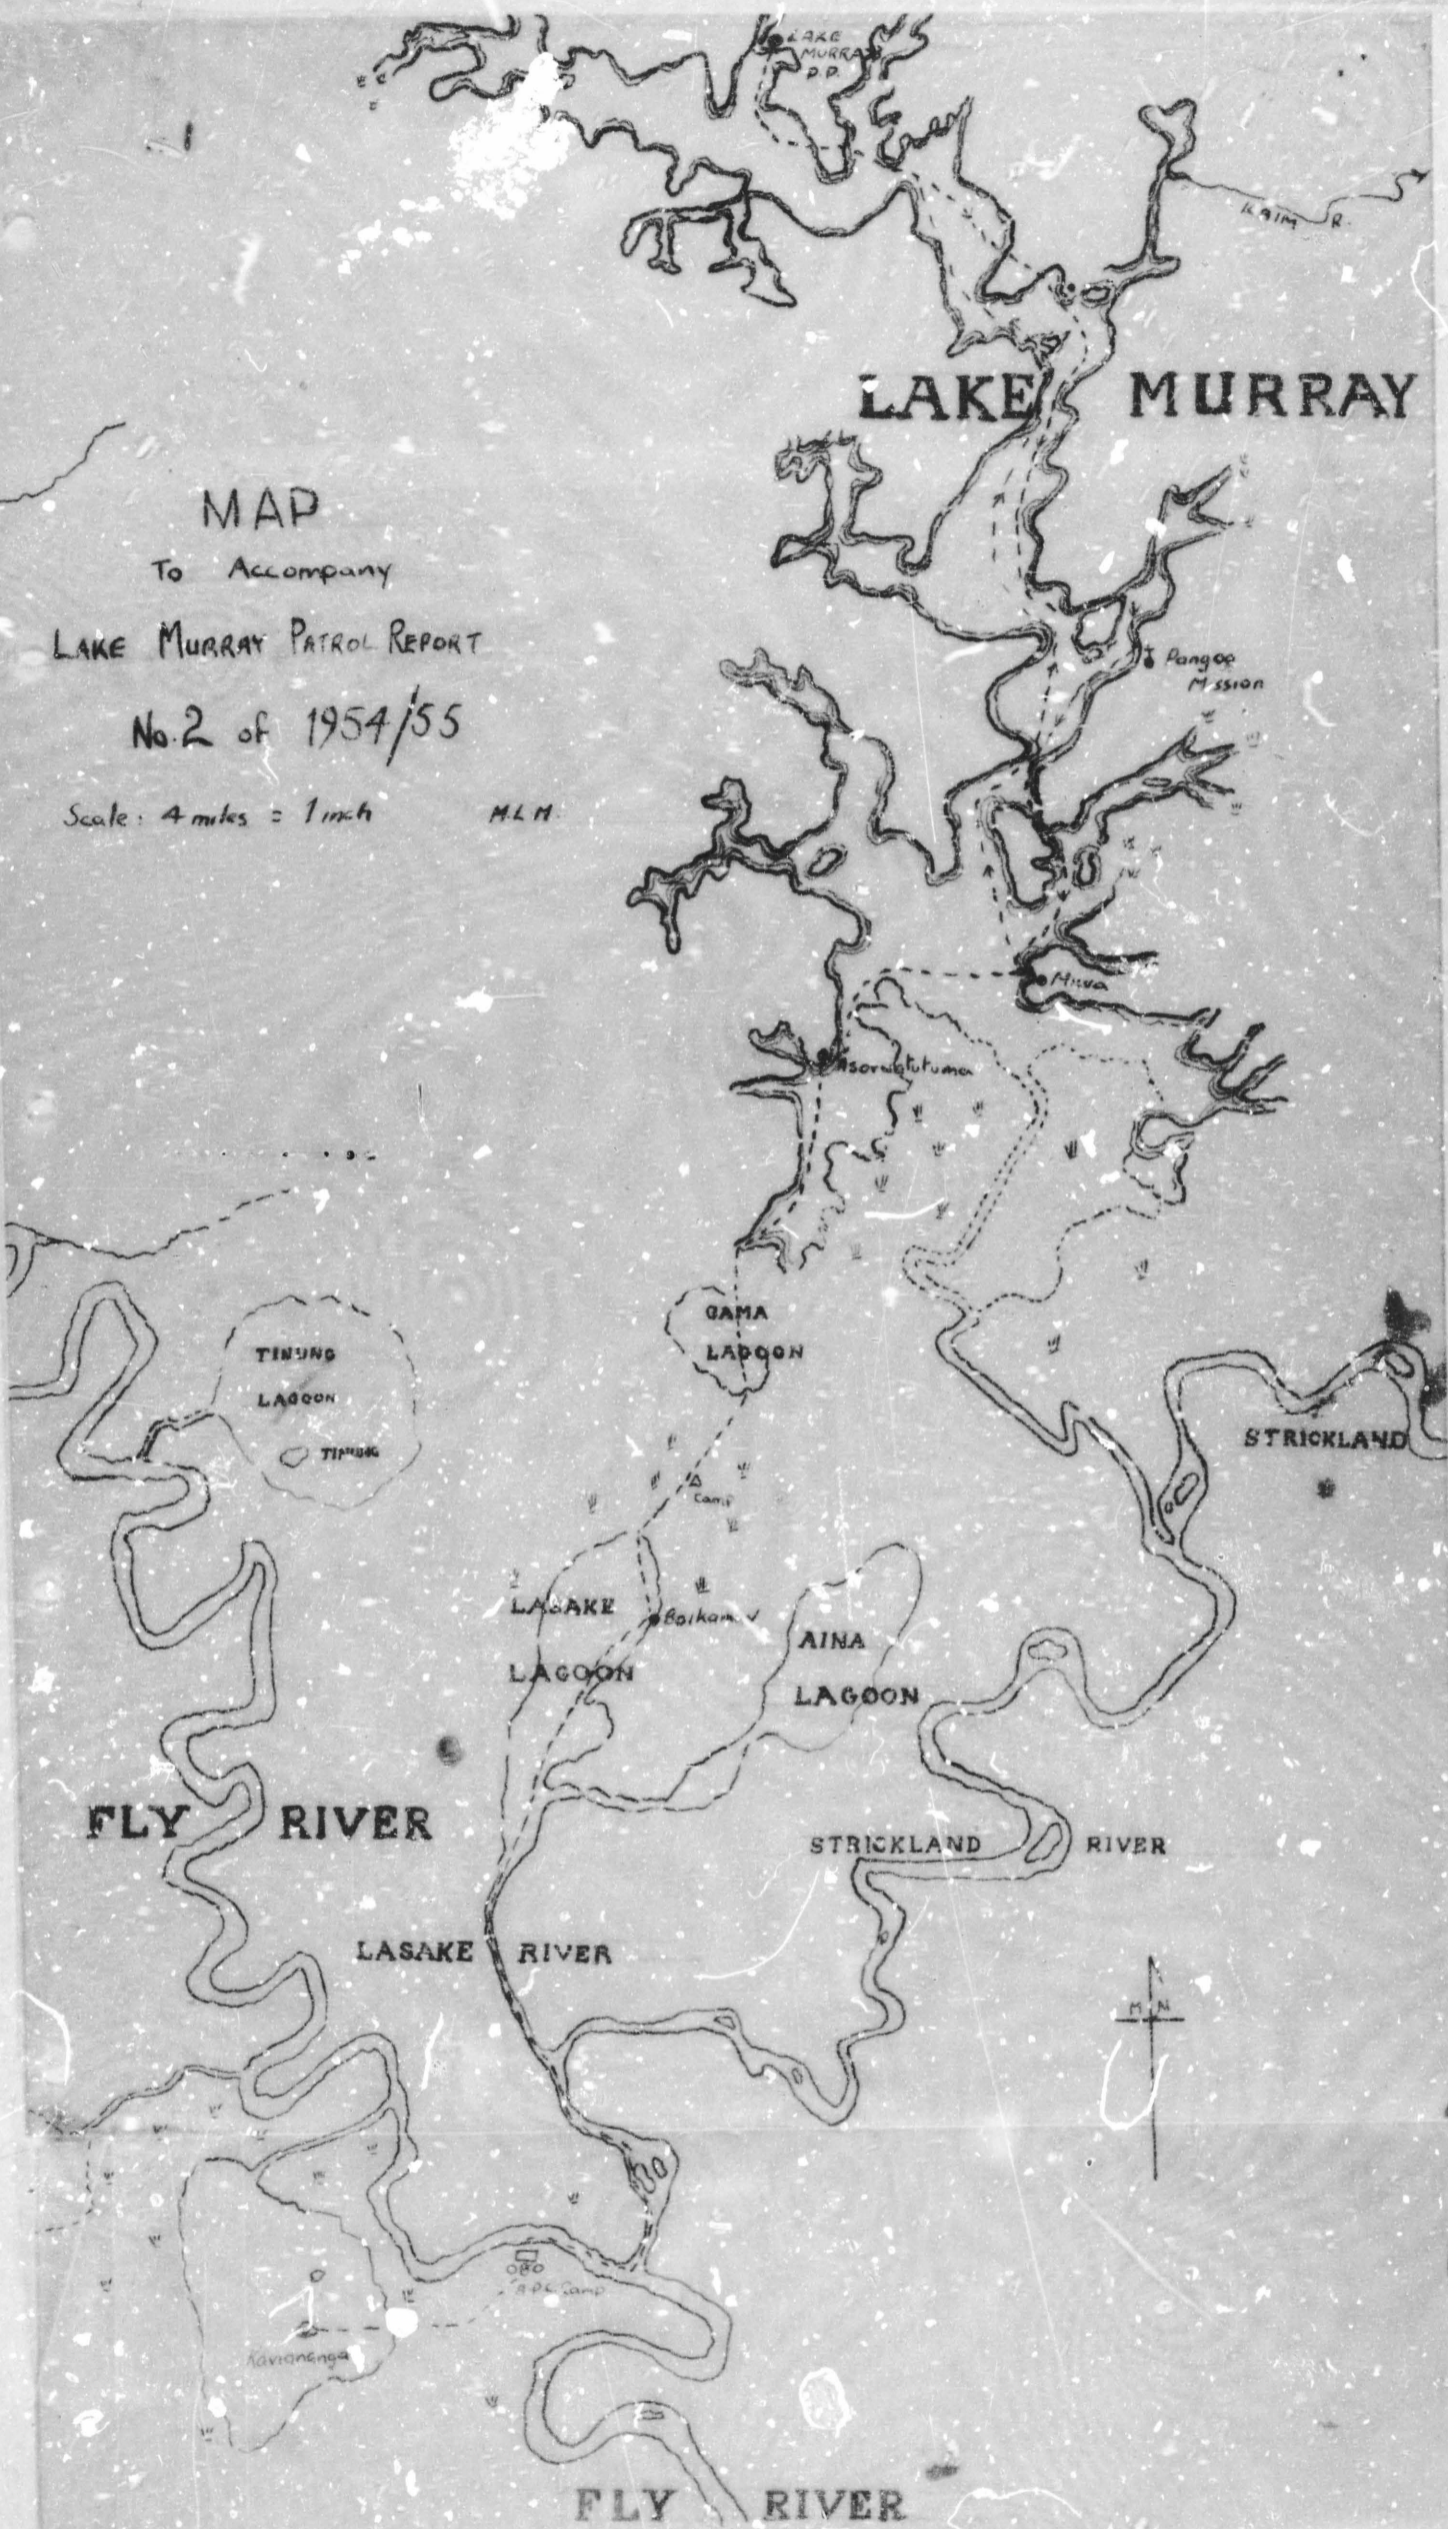 LAKE
MURRAY
P.P.
KAIM R.
LAKE MURRAY
MAP
To Accompany
LAKE MURRAY PATROL REPORT
No. 2 of 1954/55
Scale: 4 miles = 1 inch M.L.M.
Pangoe
Mission
Miwa
GAMA
LAGOON
TINUNG
LAGOON
TINUNG
STRICKLAND
Camp
LASAKE
LAGOON
AINA
LAGOON
FLY RIVER
STRICKLAND RIVER
LASAKE RIVER
M N
Camp
Kaviananga
FLY RIVER